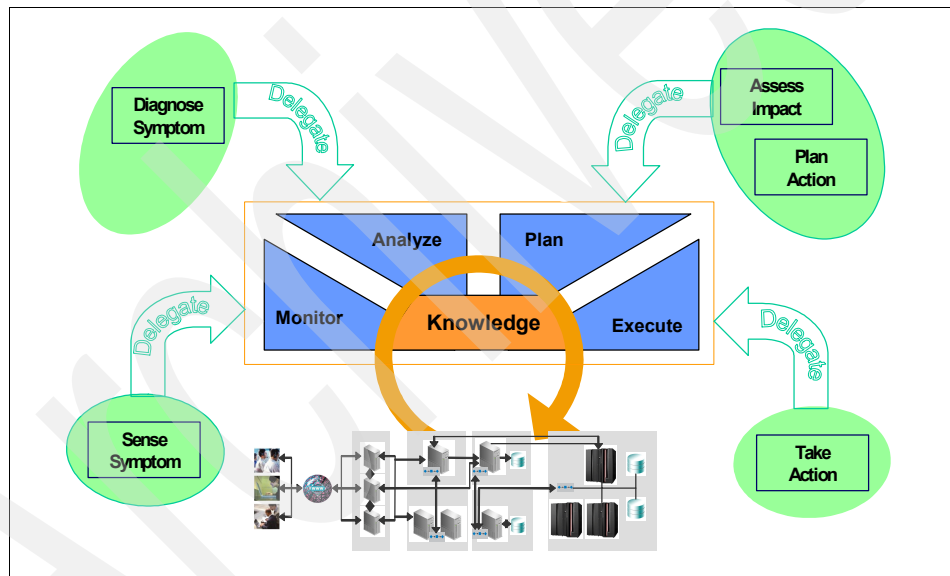 Diagnose
Symptom
Delegate
Delegate
Assess
Impact
Plan
Action
Analyze
Plan
Monitor
Knowledge
Execute
Delegate
Delegate
Sense
Symptom
Take
Action